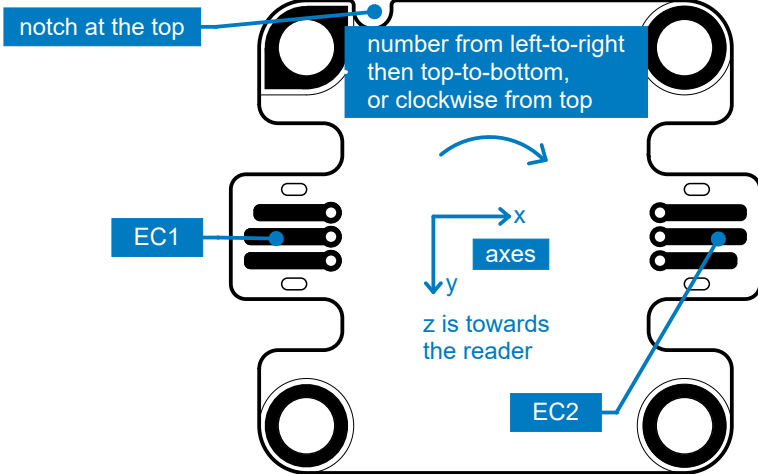 notch at the top
number from left-to-right
then top-to-bottom,
or clockwise from top
EC1
x
axes
y
z is towards
the reader
EC2